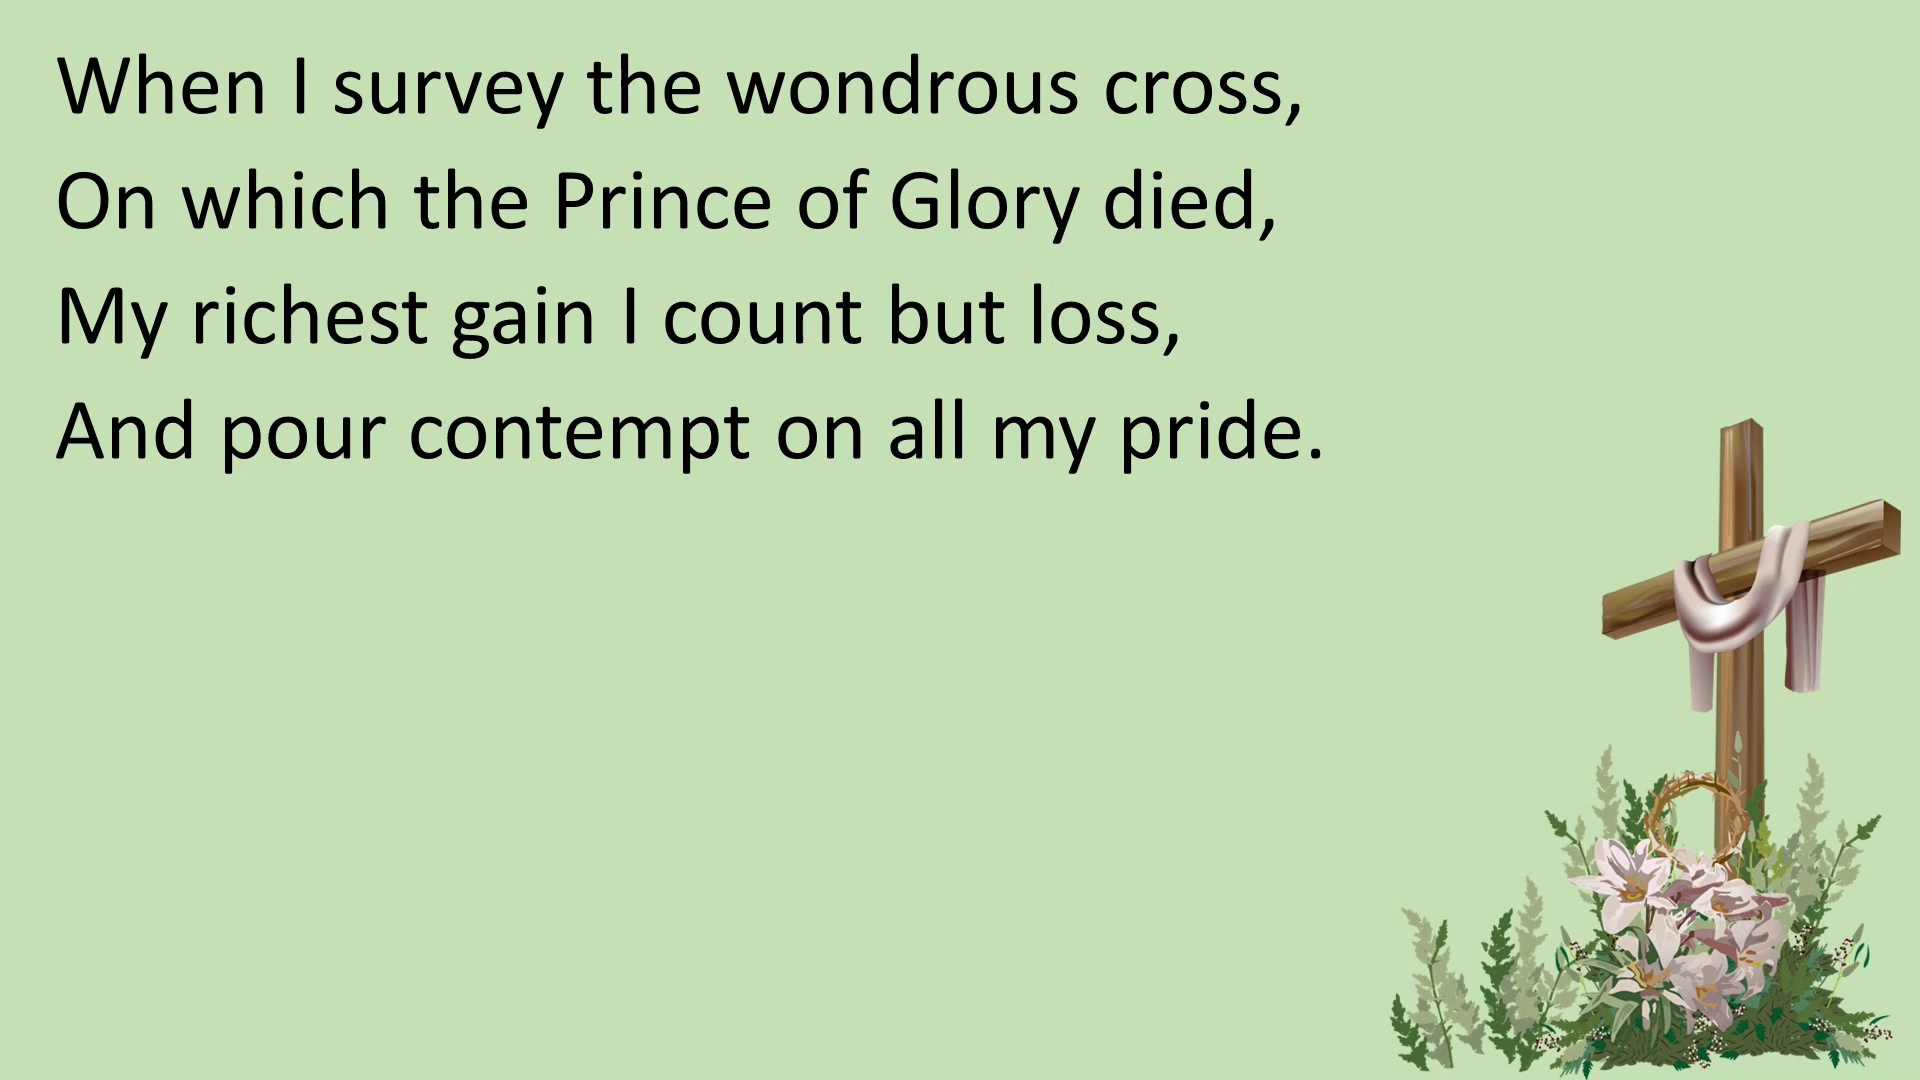 When I survey the wondrous cross,
On which the Prince of Glory died,
My richest gain I count but loss,
And pour contempt on all my pride.